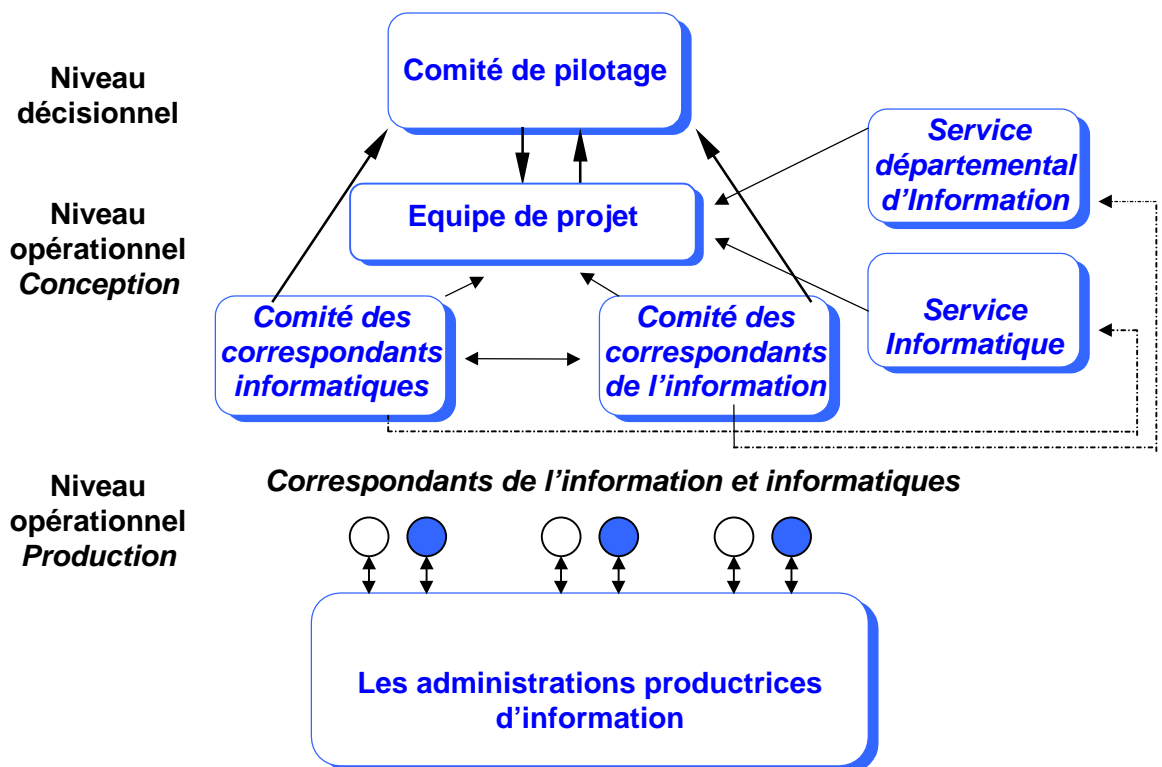 Niveau
décisionnel
Comité de pilotage
Service
départemental
d’Information
Niveau
opérationnel
Conception
Equipe de projet
Service
Informatique
Comité des
correspondants
informatiques
Comité des
correspondants
de l’information
Niveau
opérationnel
Production
Correspondants de l’information et informatiques
Les administrations productrices
d’information